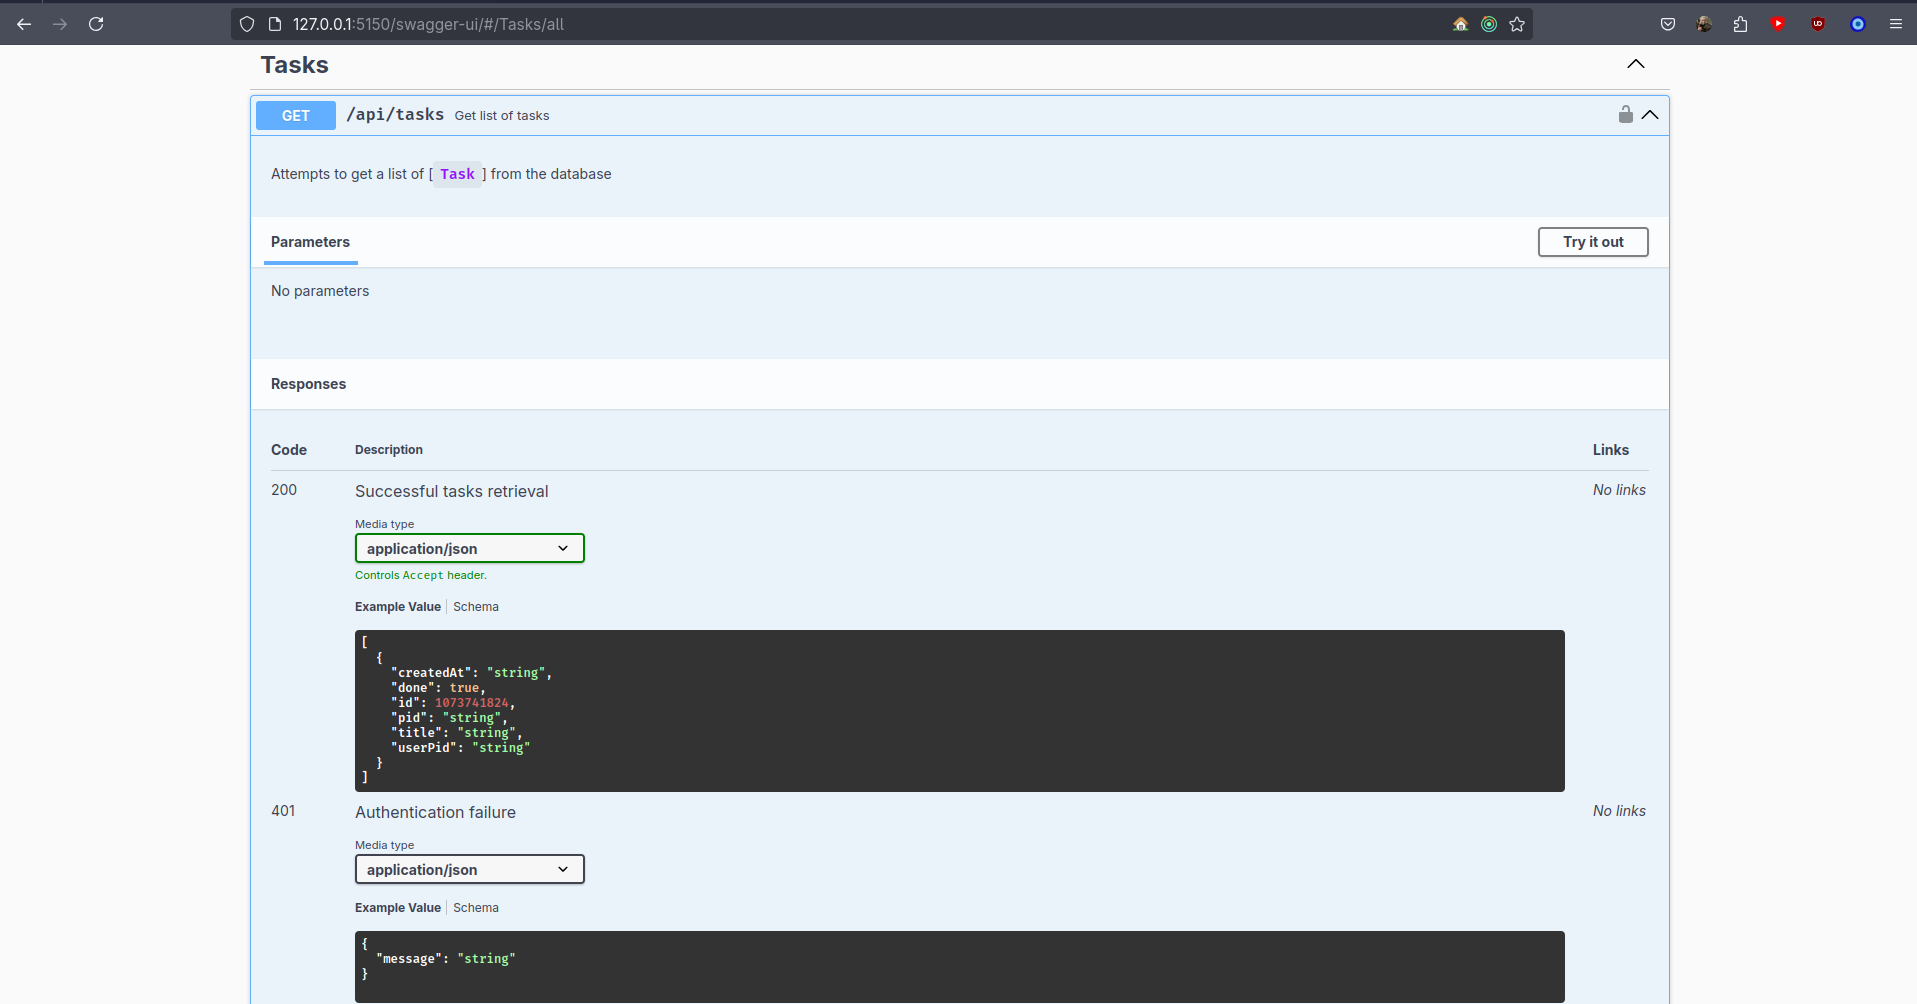 127.0.0.1:5150/swagger-ui/#/Tasks/all
Tasks
GET /api/tasks Get list of tasks
Attempts to get a list of [ Task ] from the database
Parameters
Try it out
No parameters
Responses
Code Description Links
200 Successful tasks retrieval No links
Media type
application/json
Controls Accept header.
Example Value Schema
[
{
"createdAt": "string",
"done": true,
"id": 1073741824,
"pid": "string",
"title": "string",
"userPid": "string"
}
]
401 Authentication failure No links
Media type
application/json
Example Value Schema
{
"message": "string"
}